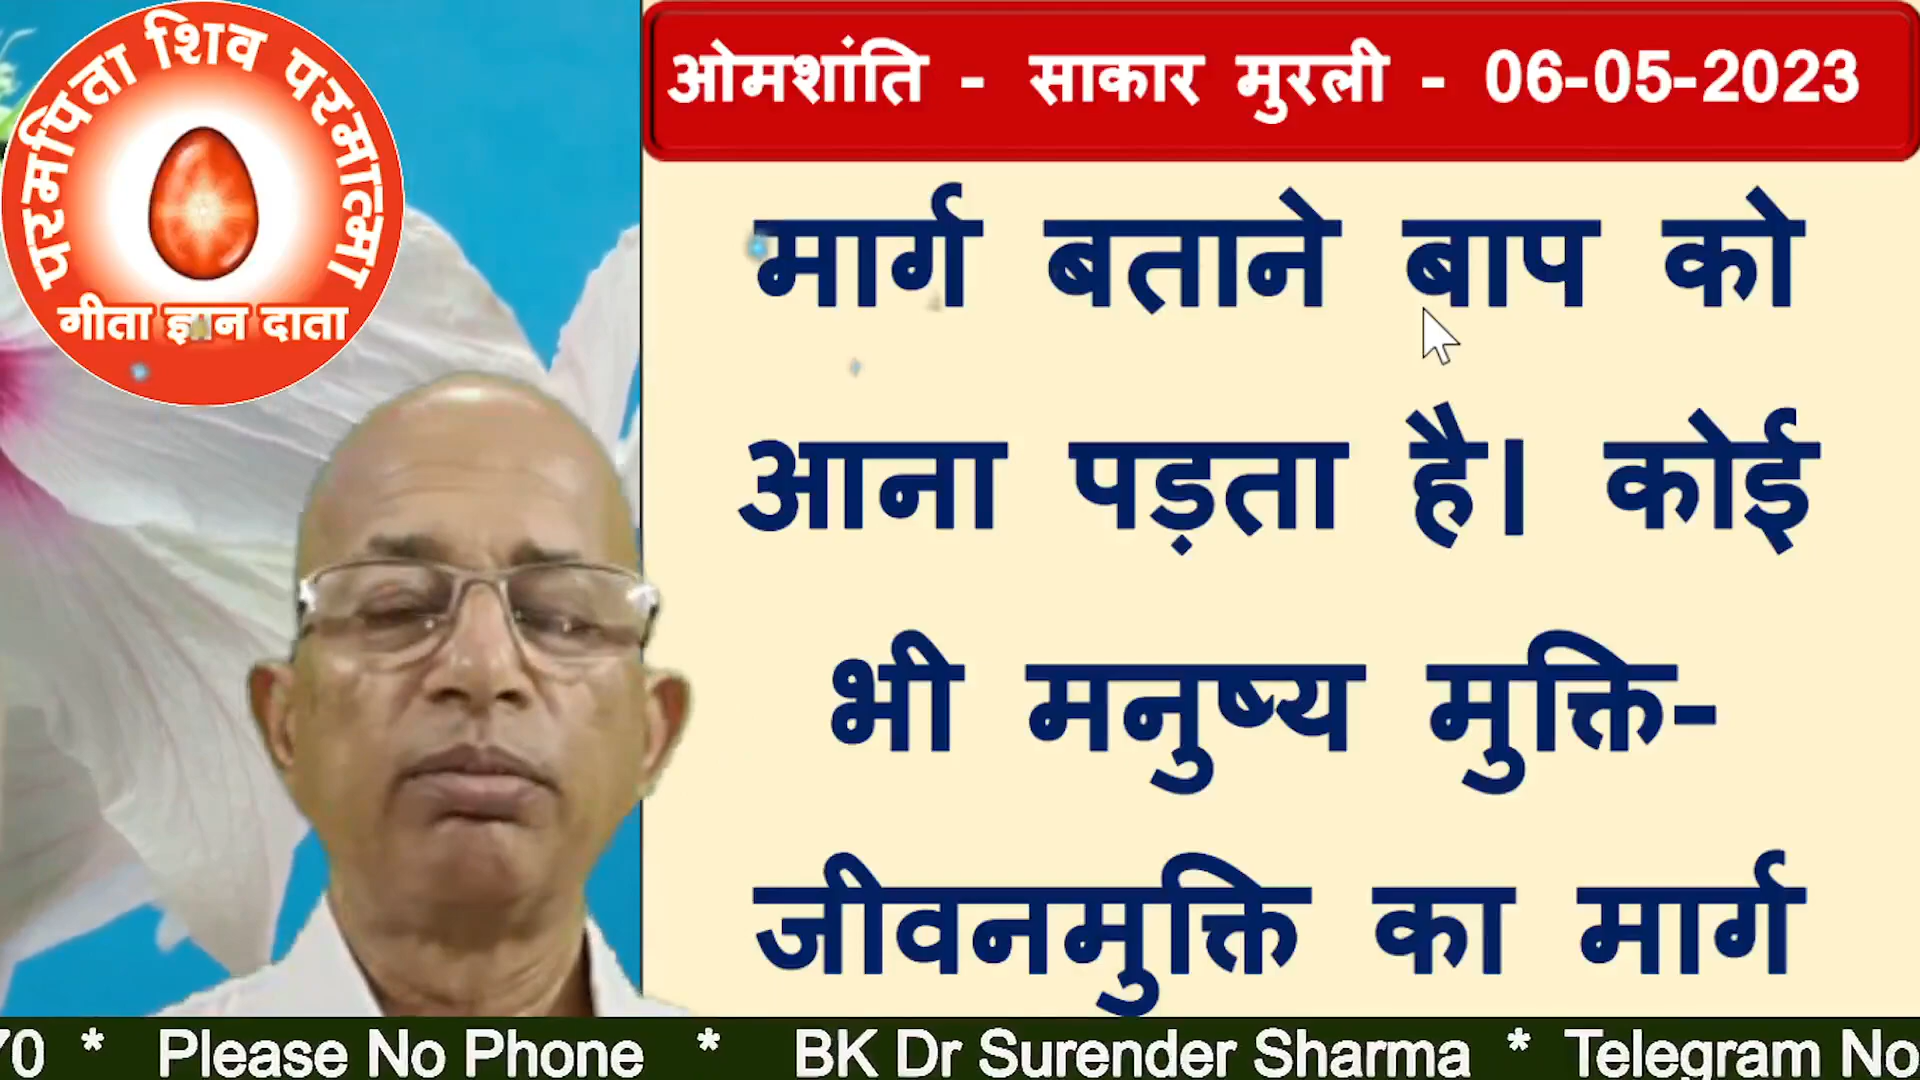 परमपिता शिव परमात्मा
गीता ज्ञान दाता
ओमशांति - साकार मुरली - 06-05-2023
मार्ग बताने बाप को
आना पड़ता है। कोई
भी मनुष्य मुक्ति-
जीवनमुक्ति का मार्ग
70 * Please No Phone * BK Dr Surender Sharma * Telegram No